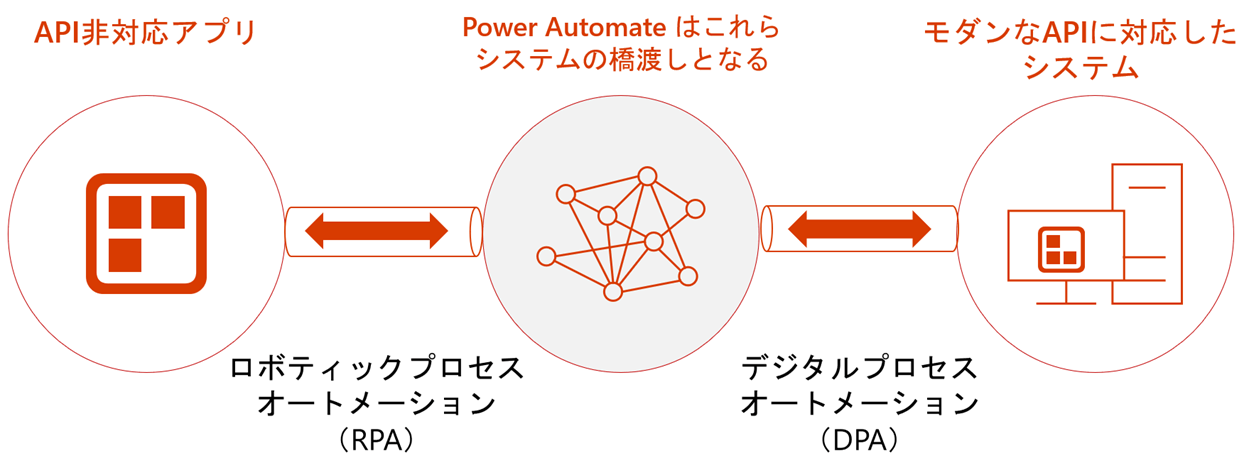 API非対応アプリ
Power Automate はこれら
システムの橋渡しとなる
モダンなAPIに対応した
システム
ロボティックプロセス
オートメーション
（RPA）
デジタルプロセス
オートメーション
（DPA）